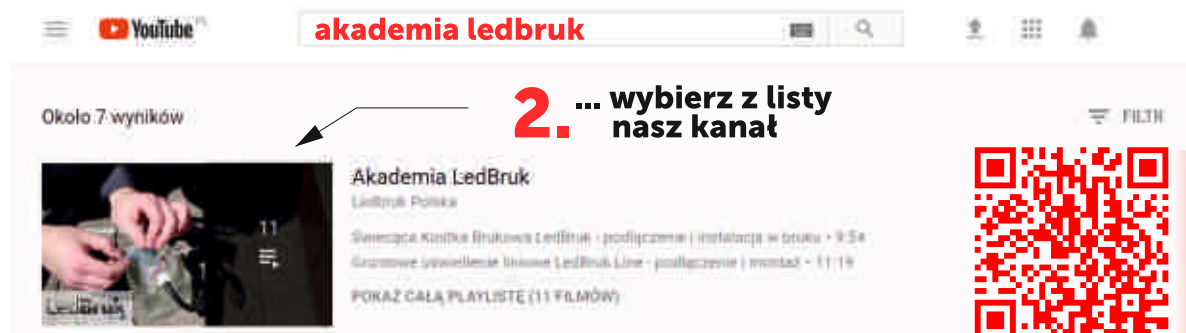 YouTube PL
akademia ledbruk
2. ... wybierz z listy
nasz kanał
Około 7 wyników
FILTR
11
LedBruk
Akademia LedBruk
Ledbruk Polska
Świecąca Kostka Brukowa LedBruk - podłączenie i instalacja w bruku • 9:54
Gruntowe oświetlenie liniowe LedBruk Line - podłączenie i montaż • 11:19
POKAŻ CAŁĄ PLAYLISTĘ (11 FILMÓW)